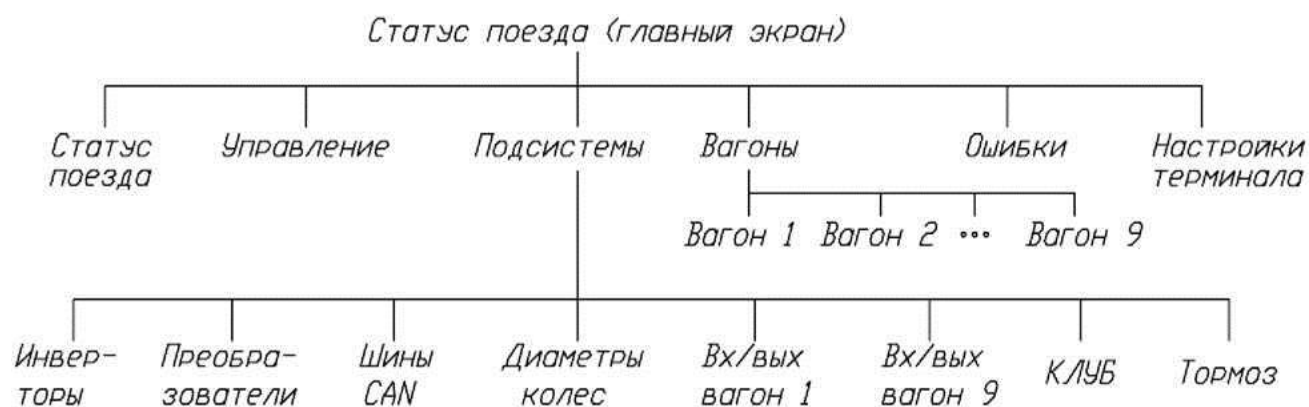 Статус поезда (главный экран)
Статус
поезда
Управление
Подсистемы
Вагоны
Ошибки
Настройки
терминала
Вагон 1
Вагон 2
...
Вагон 9
Инвер-
торы
Преобра-
зователи
Шины
CAN
Диаметры
колес
Вх/вых
вагон 1
Вх/вых
вагон 9
КЛУБ
Тормоз